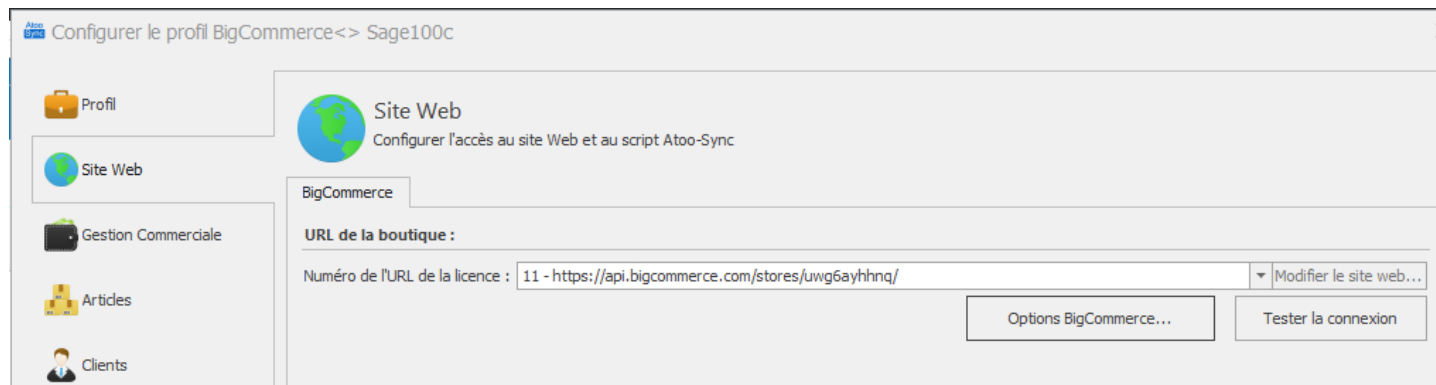 Atoo Sync
Configurer le profil BigCommerce<> Sage100c
Profil
Site Web
Gestion Commerciale
Articles
Clients
Site Web
Configurer l'accès au site Web et au script Atoo-Sync
BigCommerce
URL de la boutique :
Numéro de l'URL de la licence : 11 - https://api.bigcommerce.com/stores/uwg6ayhhnq/ Modifier le site web...
Options BigCommerce... Tester la connexion